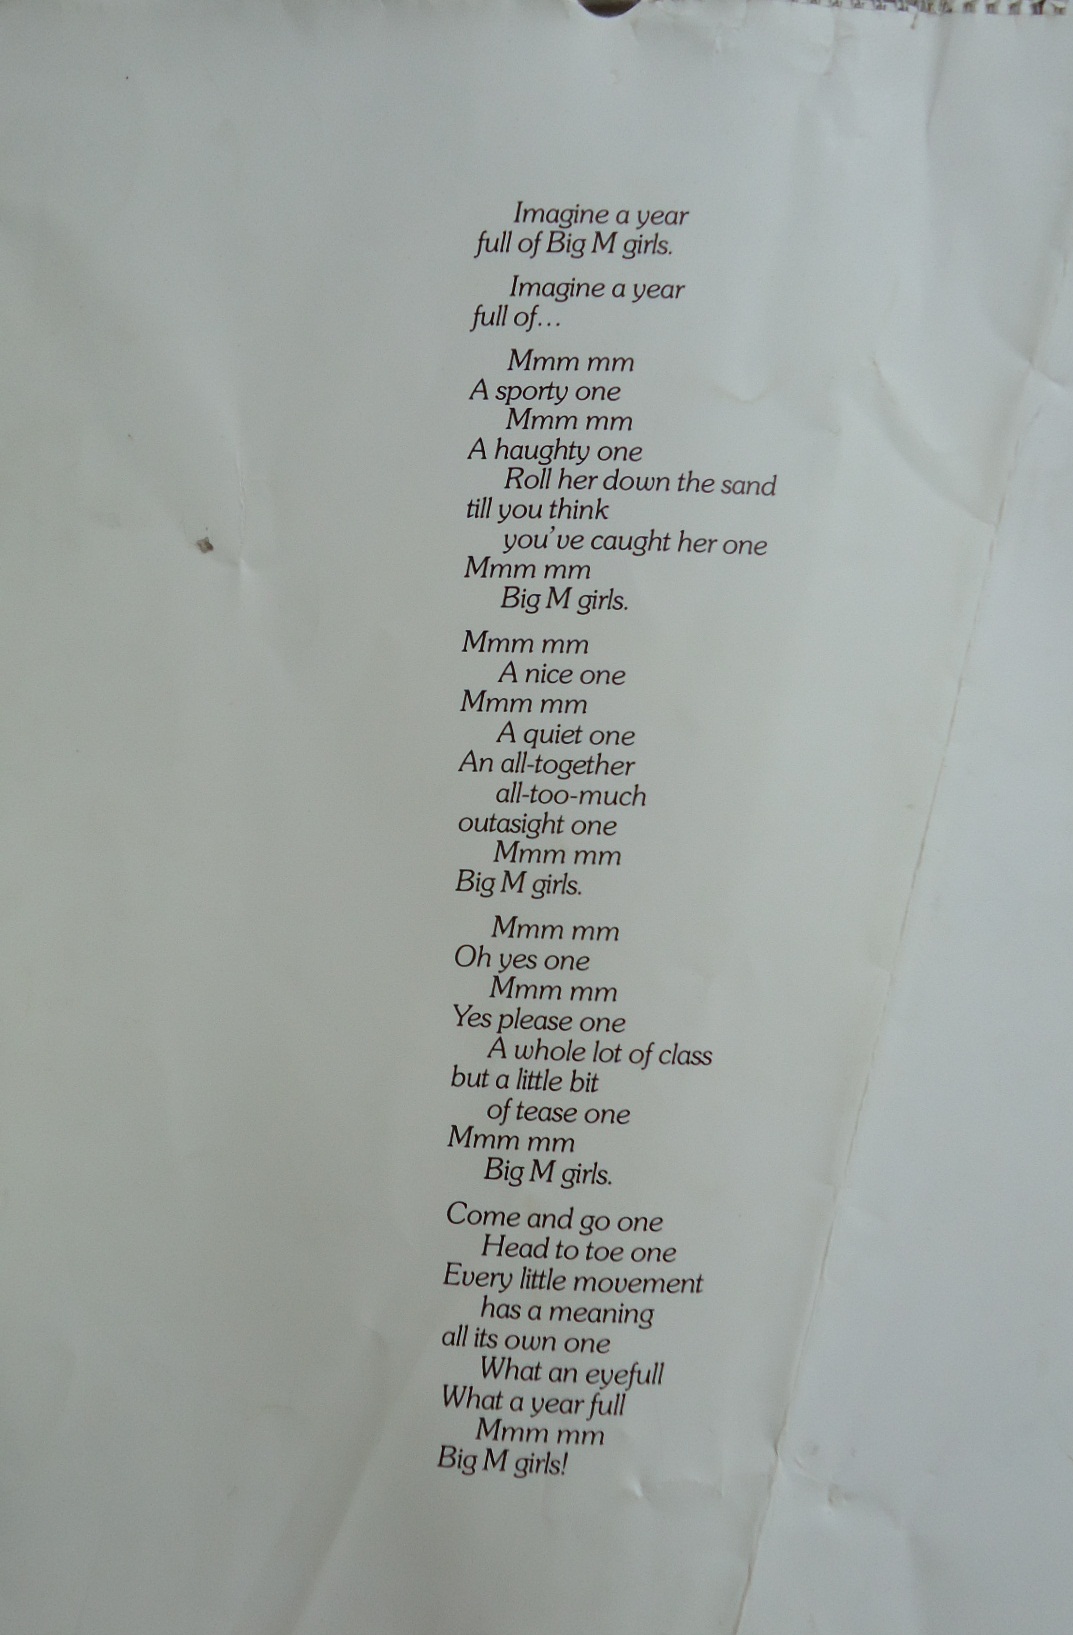 Imagine a year
full of Big M girls.
Imagine a year
full of...
Mmm mm
A sporty one
Mmm mm
A haughty one
Roll her down the sand
till you think
you've caught her one
Mmm mm
Big M girls.
Mmm mm
A nice one
Mmm mm
A quiet one
An all-together
all-too-much
outasight one
Mmm mm
Big M girls.
Mmm mm
Oh yes one
Mmm mm
Yes please one
A whole lot of class
but a little bit
of tease one
Mmm mm
Big M girls.
Come and go one
Head to toe one
Every little movement
has a meaning
all its own one
What an eyefull
What a year full
Mmm mm
Big M girls!